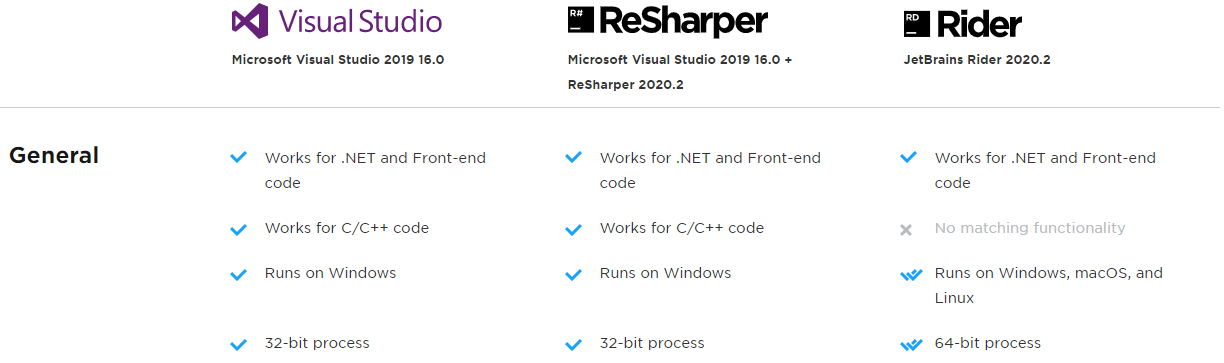 Visual Studio
R# ReSharper
RD Rider
Microsoft Visual Studio 2019 16.0
Microsoft Visual Studio 2019 16.0 +
ReSharper 2020.2
JetBrains Rider 2020.2
General
Works for .NET and Front-end
code
Works for .NET and Front-end
code
Works for .NET and Front-end
code
Works for C/C++ code
Works for C/C++ code
No matching functionality
Runs on Windows
Runs on Windows
Runs on Windows, macOS, and
Linux
32-bit process
32-bit process
64-bit process